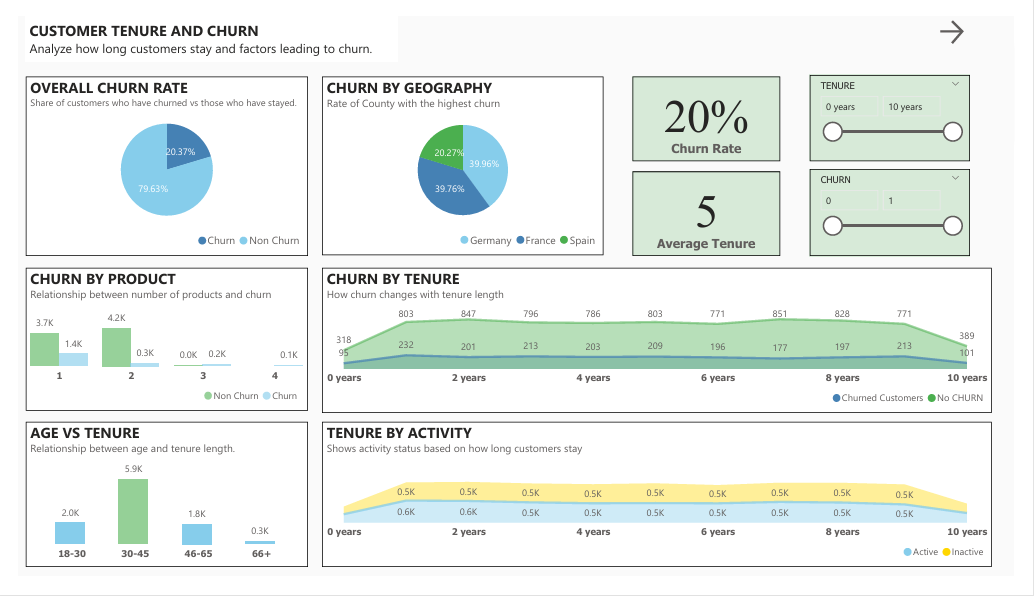 CUSTOMER TENURE AND CHURN
Analyze how long customers stay and factors leading to churn.
OVERALL CHURN RATE
Share of customers who have churned vs those who have stayed.
20.37%
79.63%
Churn Non Churn
CHURN BY GEOGRAPHY
Rate of County with the highest churn
20.27% 39.96%
39.76%
Germany France Spain
20%
Churn Rate
5
Average Tenure
TENURE
0 years 10 years
CHURN
0 1
CHURN BY PRODUCT
Relationship between number of products and churn
3.7K 1.4K 4.2K 0.3K 0.0K 0.2K 0.1K
1 2 3 4
Non Churn Churn
CHURN BY TENURE
How churn changes with tenure length
318 803 847 796 786 803 771 851 828 771 389
95 232 201 213 203 209 196 177 197 213 101
0 years 2 years 4 years 6 years 8 years 10 years
Churned Customers No CHURN
AGE VS TENURE
Relationship between age and tenure length.
2.0K 5.9K 1.8K 0.3K
18-30 30-45 46-65 66+
TENURE BY ACTIVITY
Shows activity status based on how long customers stay
0.5K 0.5K 0.5K 0.5K 0.5K 0.5K 0.5K 0.5K 0.5K
0.6K 0.6K 0.5K 0.5K 0.5K 0.5K 0.5K 0.5K 0.5K
0 years 2 years 4 years 6 years 8 years 10 years
Active Inactive